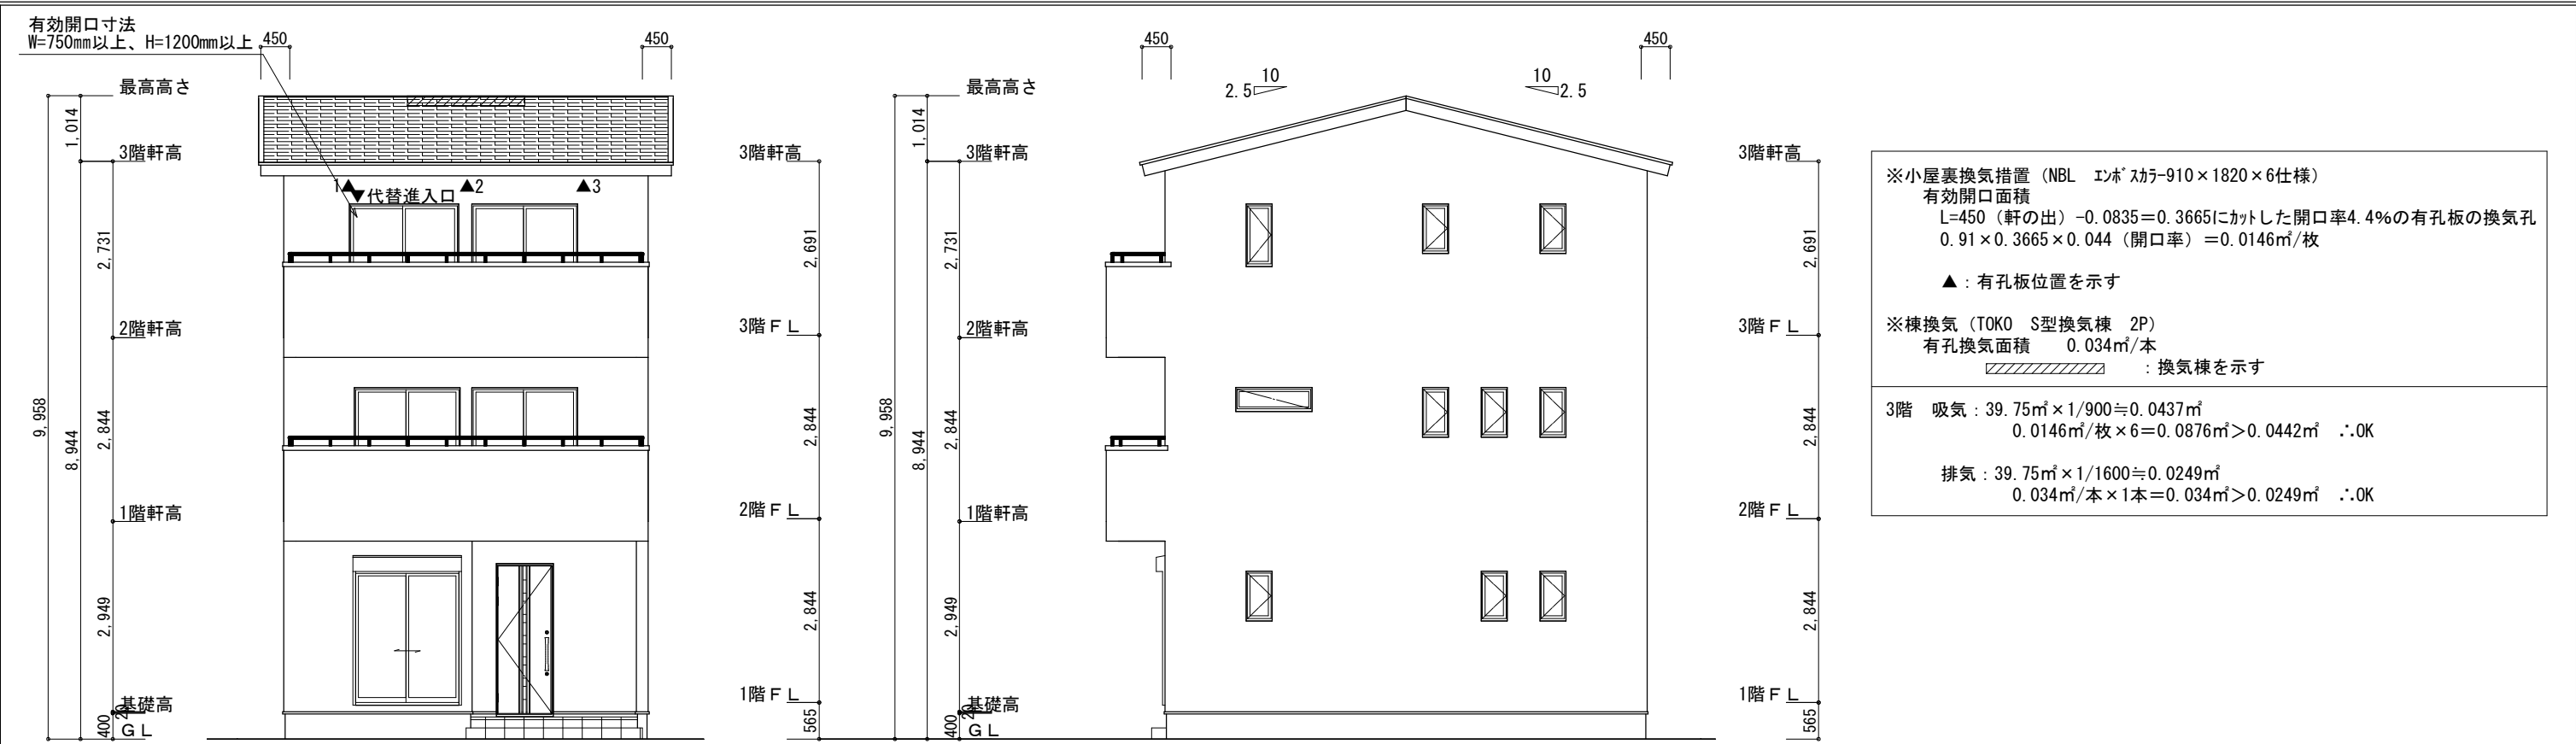 有効開口寸法
W=750mm以上、H=1200mm以上
450
450
最高高さ
1,014
3階軒高
1▲
▲2
▲3
▼代替進入口
2,731
2階軒高
9,958
8,944
2,844
1階軒高
2,949
基礎高
20
400
GL
3階軒高
2,691
3階FL
2,844
2階FL
2,844
1階FL
565
450
450
10
2.5
10
2.5
最高高さ
1,014
3階軒高
2,731
2階軒高
9,958
8,944
2,844
1階軒高
2,949
基礎高
20
400
GL
3階軒高
2,691
3階FL
2,844
2階FL
2,844
1階FL
565
※小屋裏換気措置（NBL ｴﾝﾎﾞｽｶﾗｰ910×1820×6仕様）
有効開口面積
L=450（軒の出）-0.0835＝0.3665にｶｯﾄした開口率4.4%の有孔板の換気孔
0.91×0.3665×0.044（開口率）＝0.0146㎡/枚
▲：有孔板位置を示す
※棟換気（TOKO S型換気棟 2P）
有孔換気面積 0.034㎡/本
：換気棟を示す
3階 吸気：39.75㎡×1/900≒0.0437㎡
0.0146㎡/枚×6＝0.0876㎡＞0.0442㎡ ∴OK
排気：39.75㎡×1/1600≒0.0249㎡
0.034㎡/本×1本＝0.034㎡＞0.0249㎡ ∴OK